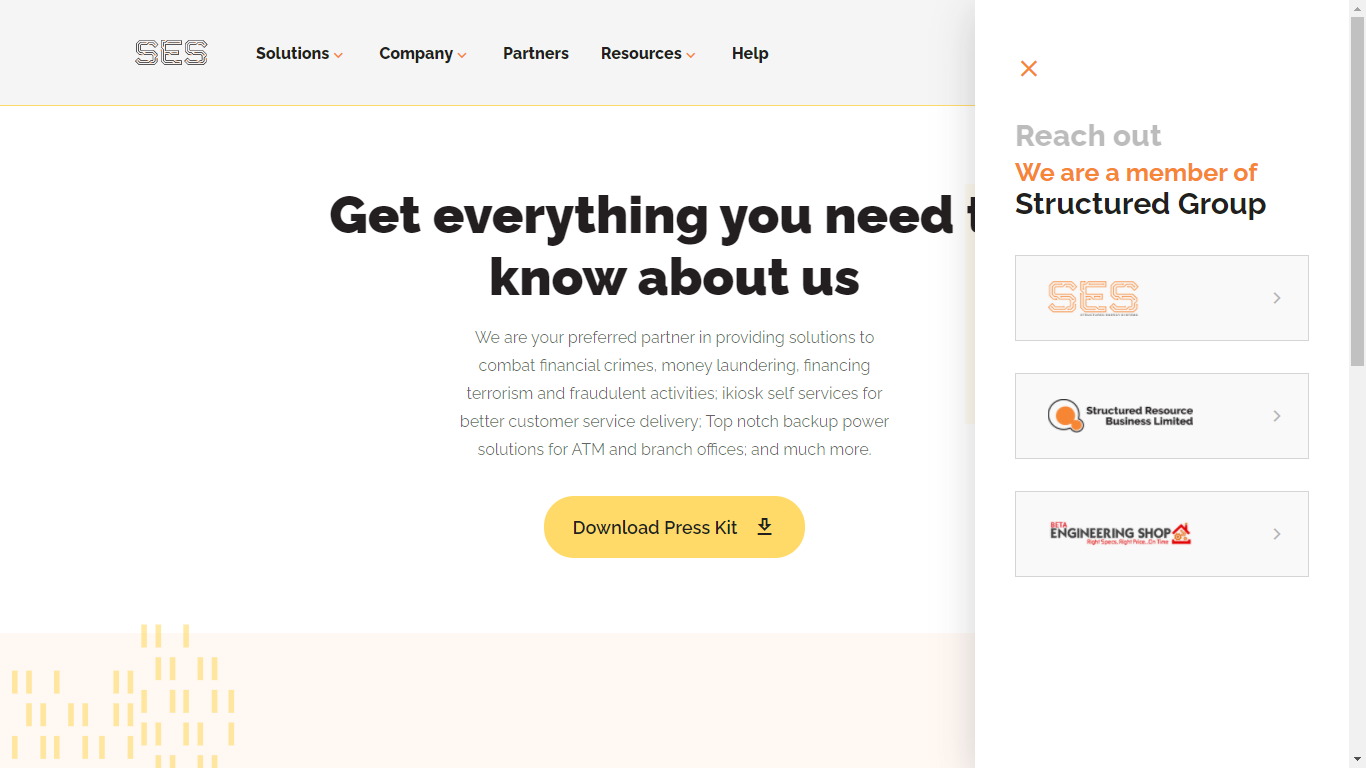 SES
Solutions
Company
Partners
Resources
Help
Get everything you need
know about us
We are your preferred partner in providing solutions to
combat financial crimes, money laundering, financing
terrorism and fraudulent activities; ikiosk self services for
better customer service delivery; Top notch backup power
solutions for ATM and branch offices; and much more.
Download Press Kit
Reach out
We are a member of
Structured Group
SES
Structured Resource
Business Limited
BETA
ENGINEERING SHOP
Right Specs, Right Price...On Time